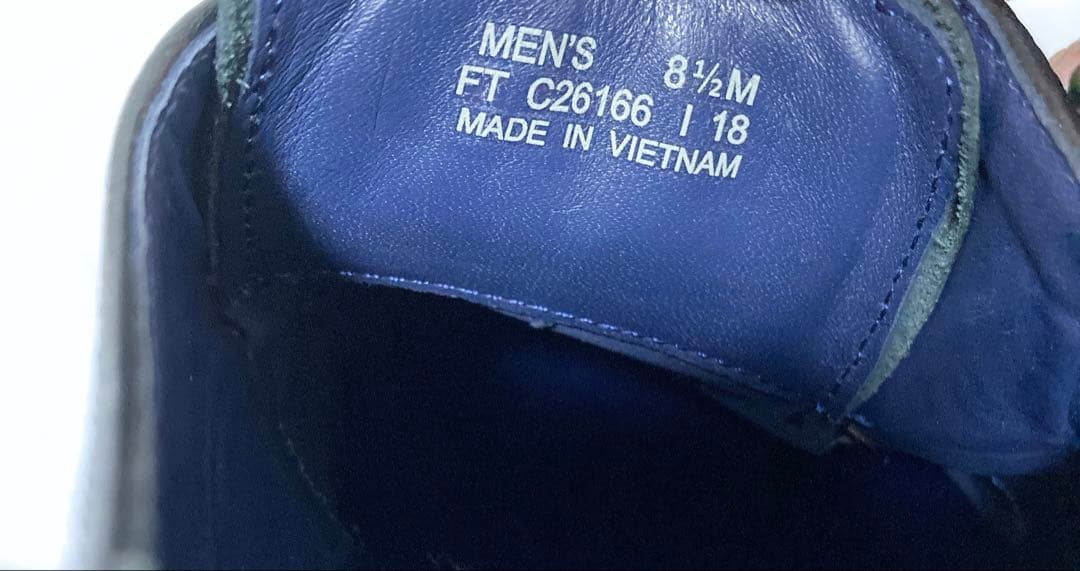 MEN'S 8½M
FT C26166 I 18
MADE IN VIETNAM